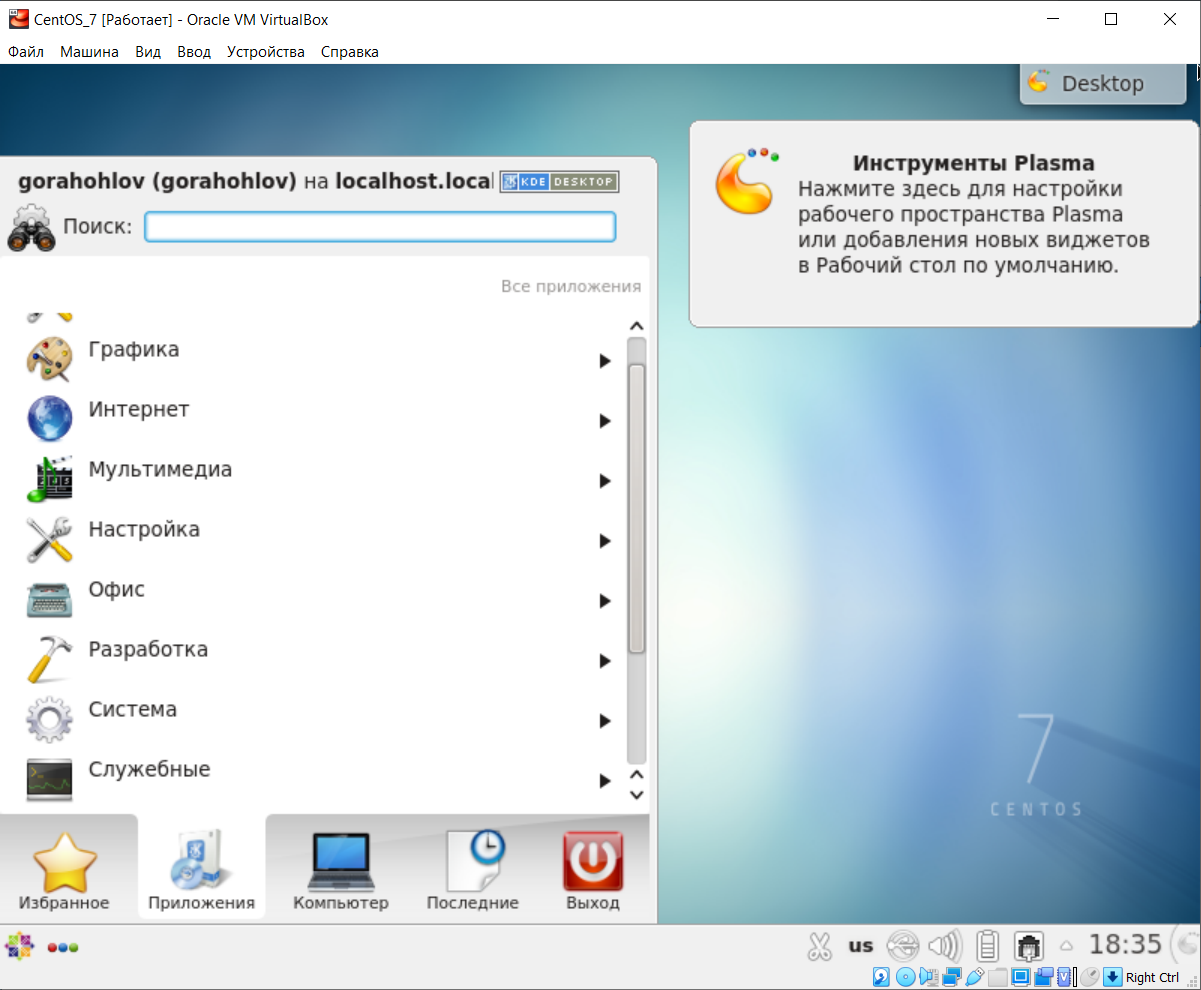 CentOS_7 [Работает] - Oracle VM VirtualBox
Файл Машина Вид Ввод Устройства Справка
Desktop
gorahohlov (gorahohlov) на localhost.local
KDE DESKTOP
Поиск:
Все приложения
Графика
Интернет
Мультимедиа
Настройка
Офис
Разработка
Система
Служебные
Избранное Приложения Компьютер Последние Выход
Инструменты Plasma
Нажмите здесь для настройки
рабочего пространства Plasma
или добавления новых виджетов
в Рабочий стол по умолчанию.
7
CENTOS
us 18:35
Right Ctrl